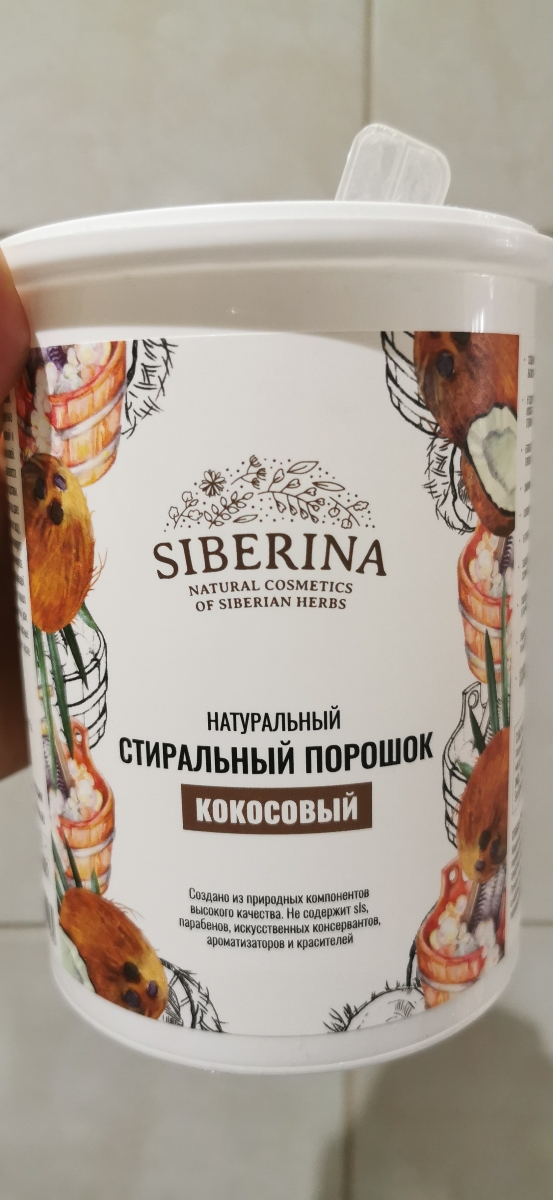 SIBERINA
NATURAL COSMETICS
OF SIBERIAN HERBS
НАТУРАЛЬНЫЙ
СТИРАЛЬНЫЙ ПОРОШОК
КОКОСОВЫЙ
Создано из природных компонентов
высокого качества. Не содержит sls,
парабенов, искусственных консервантов,
ароматизаторов и красителей